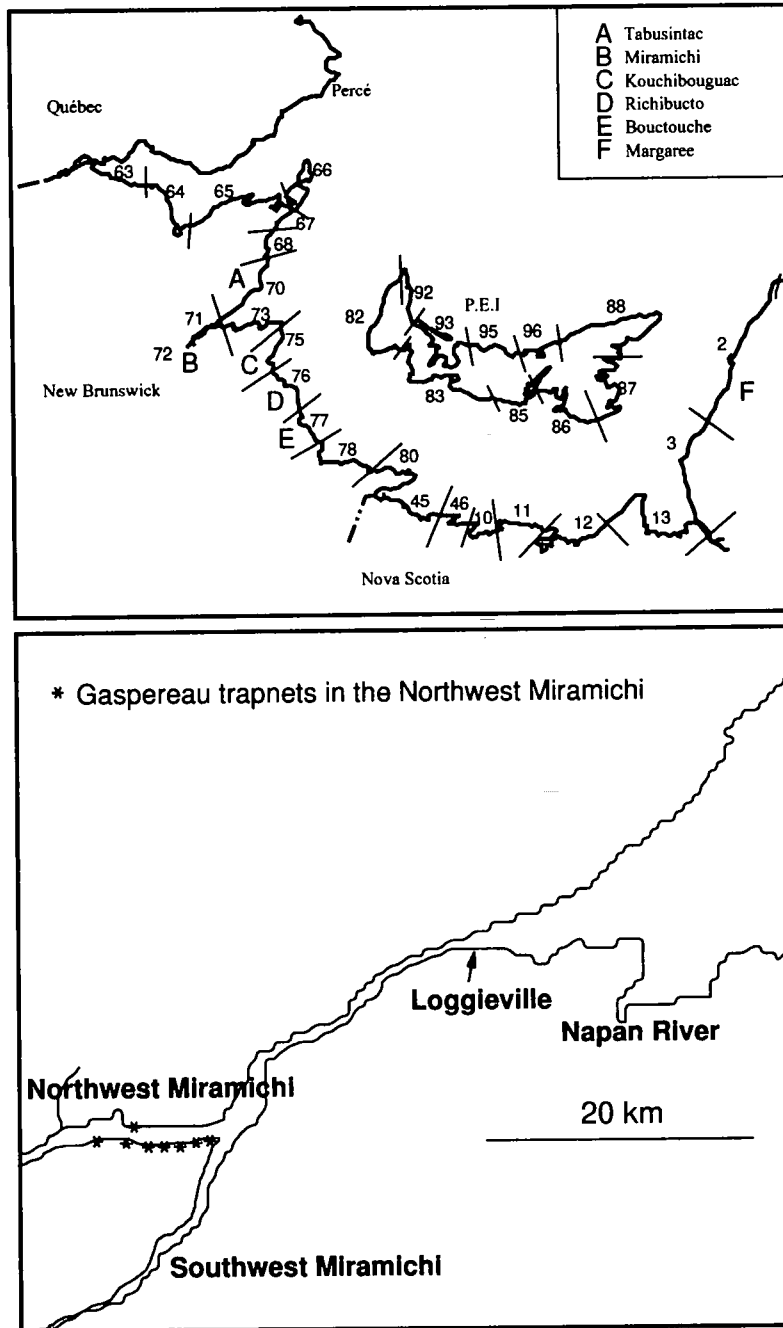 A Tabusintac
B Miramichi
C Kouchibouguac
D Richibucto
E Bouctouche
F Margaree
Québec
Percé
63
64
65
66
67
68
A
70
71
73
72
B
75
C
76
D
77
E
78
80
New Brunswick
P.E.I
92
82
93
95
96
88
83
85
86
87
2
F
3
45
46
10
11
12
13
Nova Scotia
* Gaspereau trapnets in the Northwest Miramichi
Loggieville
Napan River
Northwest Miramichi
20 km
Southwest Miramichi